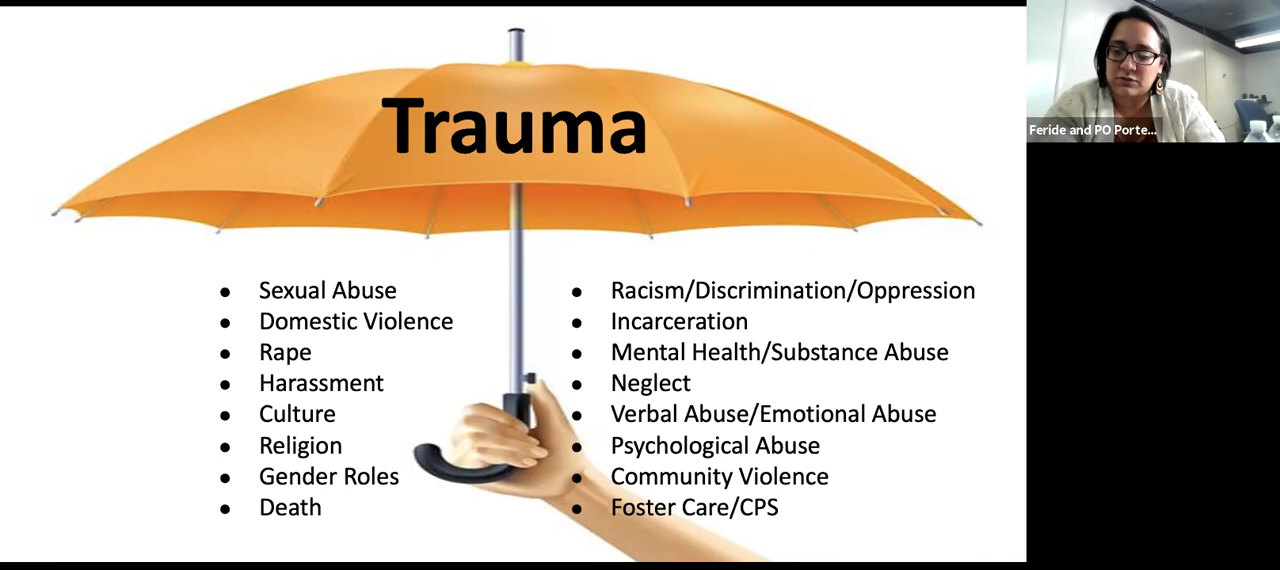 Trauma
Sexual Abuse
Domestic Violence
Rape
Harassment
Culture
Religion
Gender Roles
Death
Racism/Discrimination/Oppression
Incarceration
Mental Health/Substance Abuse
Neglect
Verbal Abuse/Emotional Abuse
Psychological Abuse
Community Violence
Foster Care/CPS
Feride and PO Porte...